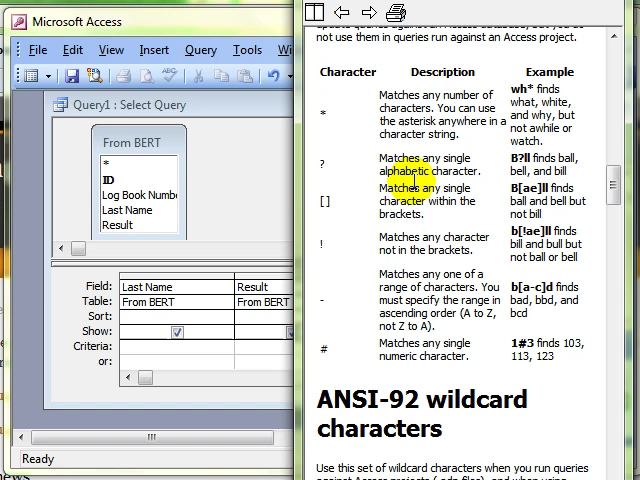 Microsoft Access
File Edit View Insert Query Tools
Query1 : Select Query
From BERT
*
ID
Log Book Numbe
Last Name
Result
Field: Last Name Result
Table: From BERT From BERT
Sort:
Show:
Criteria:
or:
Ready
not use them in queries run against an Access project.
Character Description Example
* Matches any number of characters. You can use the asterisk anywhere in a character string. wh* finds what, white, and why, but not awhile or watch.
? Matches any single alphabetic character. B?ll finds ball, bell, and bill
[ ] Matches any single character within the brackets. B[ae]ll finds ball and bell but not bill
! Matches any character not in the brackets. b[!ae]ll finds bill and bull but not ball or bell
- Matches any one of a range of characters. You must specify the range in ascending order (A to Z, not Z to A). b[a-c]d finds bad, bbd, and bcd
# Matches any single numeric character. 1#3 finds 103, 113, 123
ANSI-92 wildcard
characters
Use this set of wildcard characters when you run queries